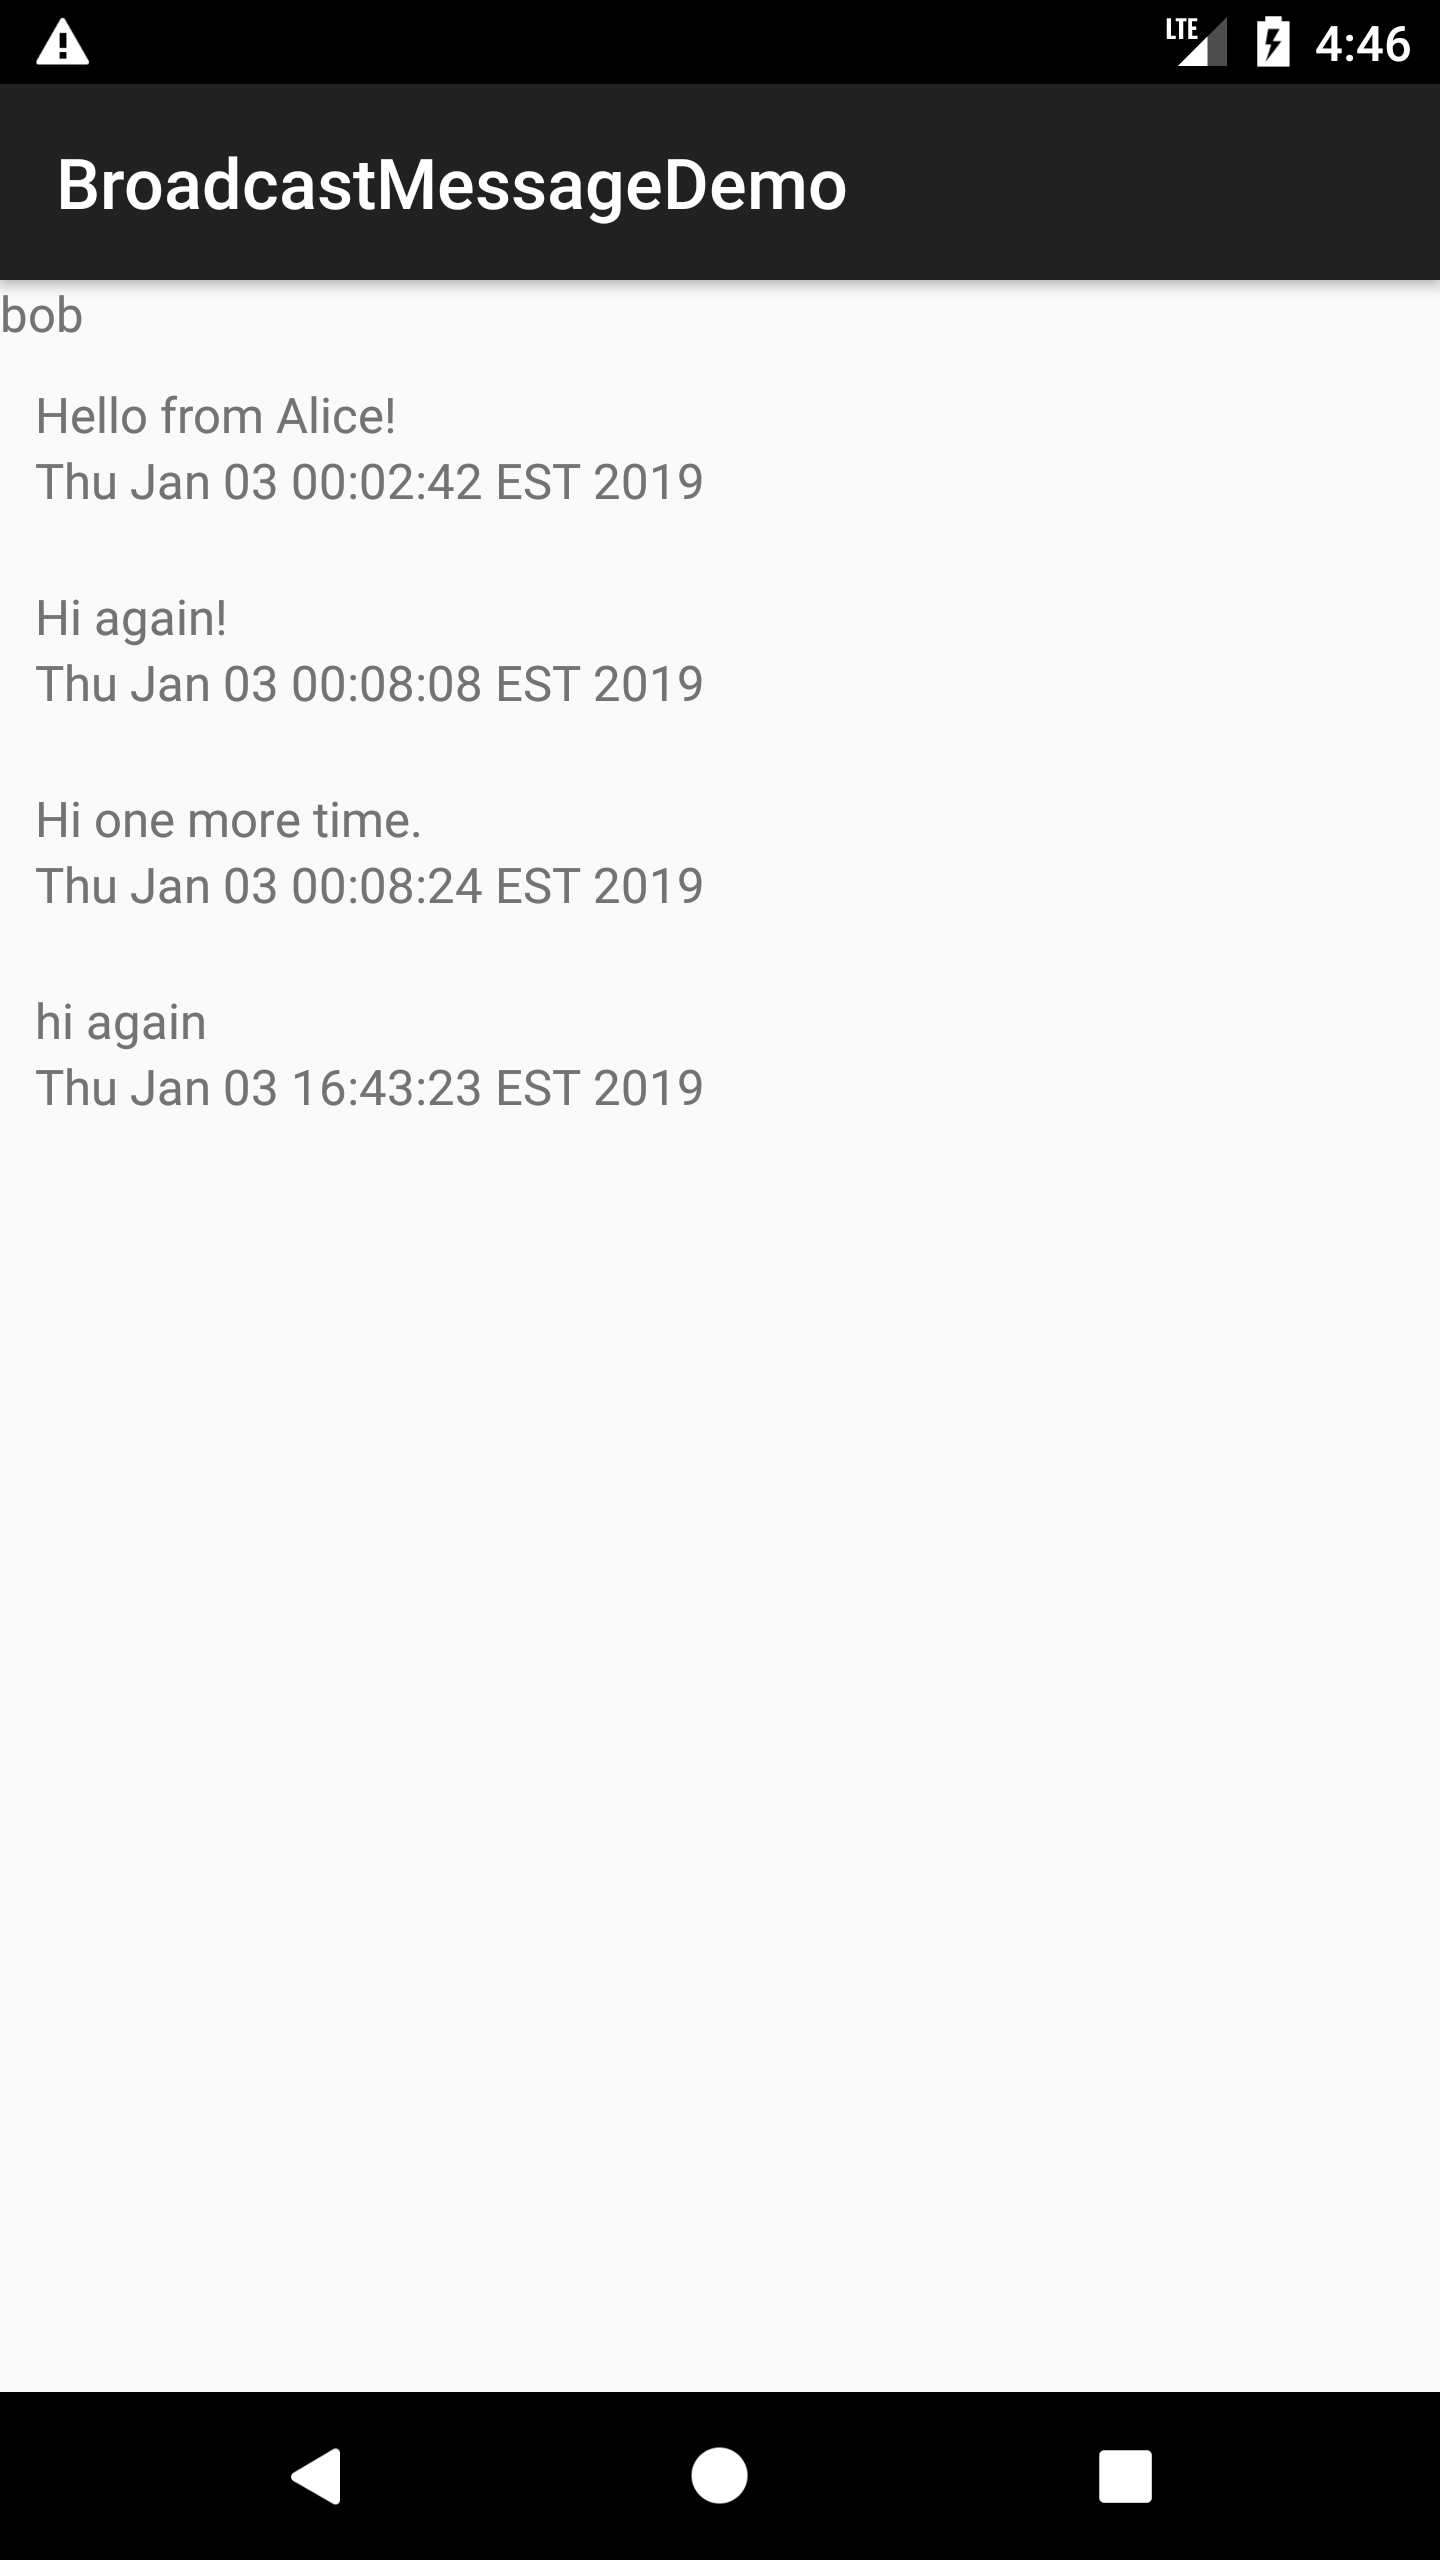 LTE 4:46
BroadcastMessageDemo
bob
Hello from Alice!
Thu Jan 03 00:02:42 EST 2019
Hi again!
Thu Jan 03 00:08:08 EST 2019
Hi one more time.
Thu Jan 03 00:08:24 EST 2019
hi again
Thu Jan 03 16:43:23 EST 2019